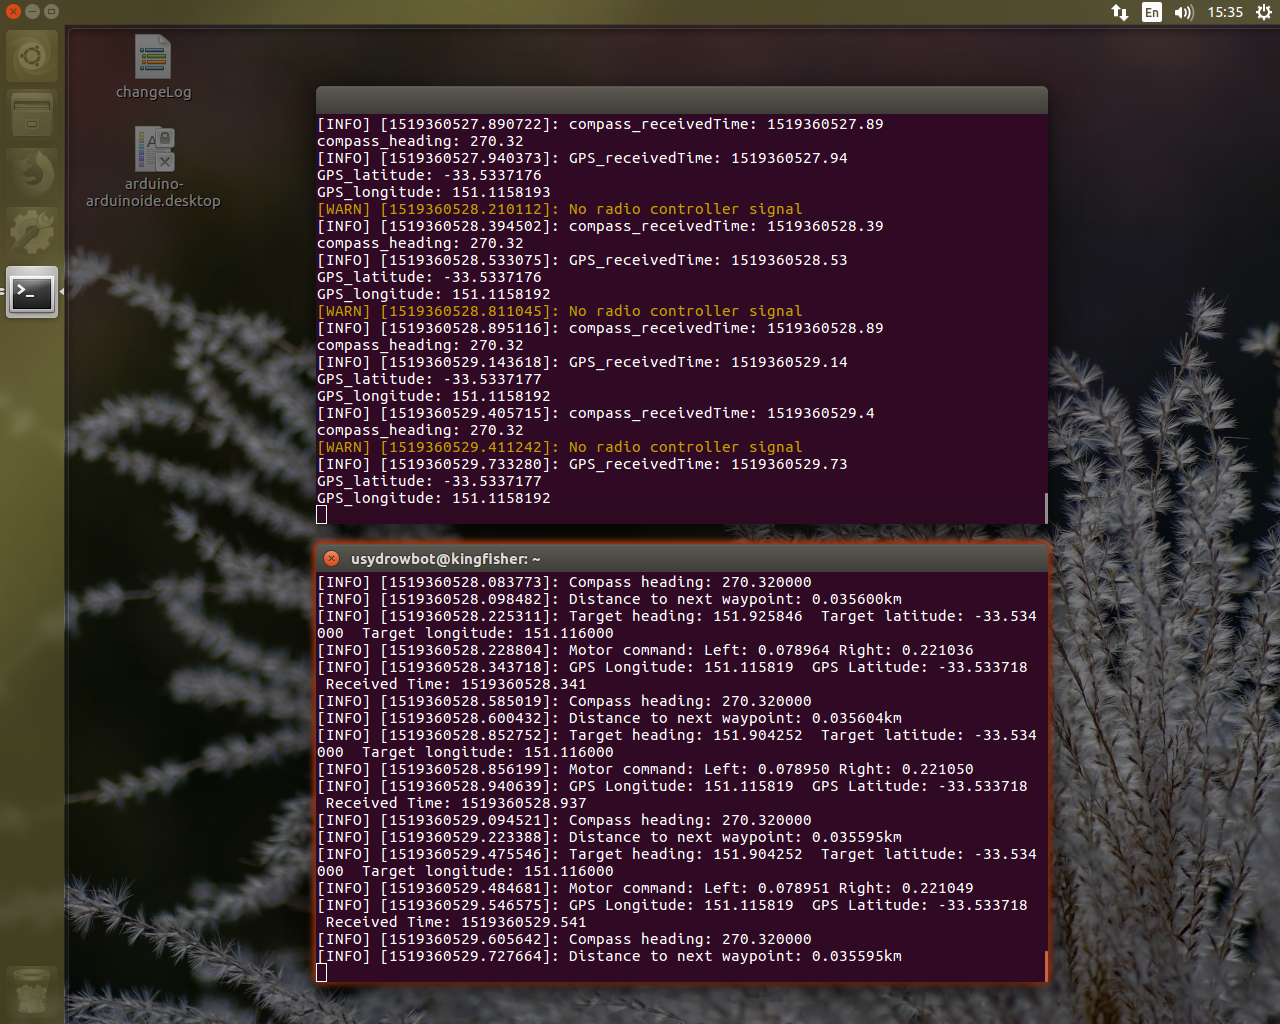 En
15:35
changeLog
arduino-
arduinoide.desktop
[INFO] [1519360527.890722]: compass_receivedTime: 1519360527.89
compass_heading: 270.32
[INFO] [1519360527.940373]: GPS_receivedTime: 1519360527.94
GPS_latitude: -33.5337176
GPS_longitude: 151.1158193
[WARN] [1519360528.210112]: No radio controller signal
[INFO] [1519360528.394502]: compass_receivedTime: 1519360528.39
compass_heading: 270.32
[INFO] [1519360528.533075]: GPS_receivedTime: 1519360528.53
GPS_latitude: -33.5337176
GPS_longitude: 151.1158192
[WARN] [1519360528.811045]: No radio controller signal
[INFO] [1519360528.895116]: compass_receivedTime: 1519360528.89
compass_heading: 270.32
[INFO] [1519360529.143618]: GPS_receivedTime: 1519360529.14
GPS_latitude: -33.5337177
GPS_longitude: 151.1158192
[INFO] [1519360529.405715]: compass_receivedTime: 1519360529.4
compass_heading: 270.32
[WARN] [1519360529.411242]: No radio controller signal
[INFO] [1519360529.733280]: GPS_receivedTime: 1519360529.73
GPS_latitude: -33.5337177
GPS_longitude: 151.1158192
usydrowbot@kingfisher: ~
[INFO] [1519360528.083773]: Compass heading: 270.320000
[INFO] [1519360528.098482]: Distance to next waypoint: 0.035600km
[INFO] [1519360528.225311]: Target heading: 151.925846  Target latitude: -33.534
000  Target longitude: 151.116000
[INFO] [1519360528.228804]: Motor command: Left: 0.078964 Right: 0.221036
[INFO] [1519360528.343718]: GPS Longitude: 151.115819  GPS Latitude: -33.533718
 Received Time: 1519360528.341
[INFO] [1519360528.585019]: Compass heading: 270.320000
[INFO] [1519360528.600432]: Distance to next waypoint: 0.035604km
[INFO] [1519360528.852752]: Target heading: 151.904252  Target latitude: -33.534
000  Target longitude: 151.116000
[INFO] [1519360528.856199]: Motor command: Left: 0.078950 Right: 0.221050
[INFO] [1519360528.940639]: GPS Longitude: 151.115819  GPS Latitude: -33.533718
 Received Time: 1519360528.937
[INFO] [1519360529.094521]: Compass heading: 270.320000
[INFO] [1519360529.223388]: Distance to next waypoint: 0.035595km
[INFO] [1519360529.475546]: Target heading: 151.904252  Target latitude: -33.534
000  Target longitude: 151.116000
[INFO] [1519360529.484681]: Motor command: Left: 0.078951 Right: 0.221049
[INFO] [1519360529.546575]: GPS Longitude: 151.115819  GPS Latitude: -33.533718
 Received Time: 1519360529.541
[INFO] [1519360529.605642]: Compass heading: 270.320000
[INFO] [1519360529.727664]: Distance to next waypoint: 0.035595km